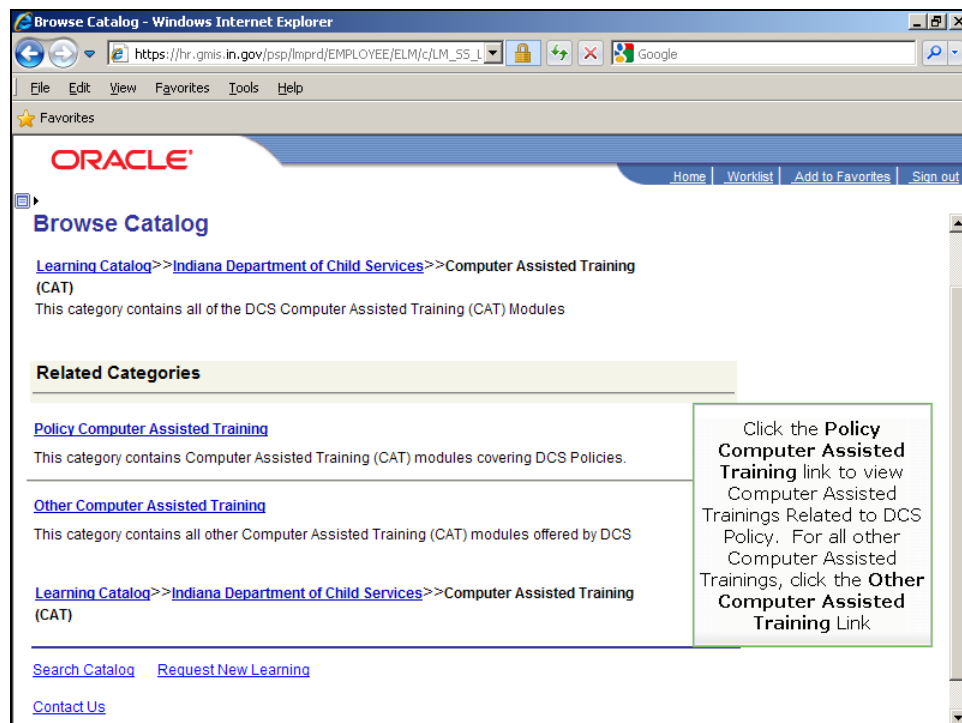 Browse Catalog - Windows Internet Explorer
https://hr.gmis.in.gov/psp/lmprd/EMPLOYEE/ELM/c/LM_SS_L
Google
File Edit View Favorites Tools Help
Favorites
ORACLE
Home Worklist Add to Favorites Sign out
Browse Catalog
Learning Catalog>>Indiana Department of Child Services>>Computer Assisted Training
(CAT)
This category contains all of the DCS Computer Assisted Training (CAT) Modules
Related Categories
Policy Computer Assisted Training
This category contains Computer Assisted Training (CAT) modules covering DCS Policies.
Other Computer Assisted Training
This category contains all other Computer Assisted Training (CAT) modules offered by DCS
Learning Catalog>>Indiana Department of Child Services>>Computer Assisted Training
(CAT)
Click the Policy
Computer Assisted
Training link to view
Computer Assisted
Trainings Related to DCS
Policy. For all other
Computer Assisted
Trainings, click the Other
Computer Assisted
Training Link
Search Catalog Request New Learning
Contact Us